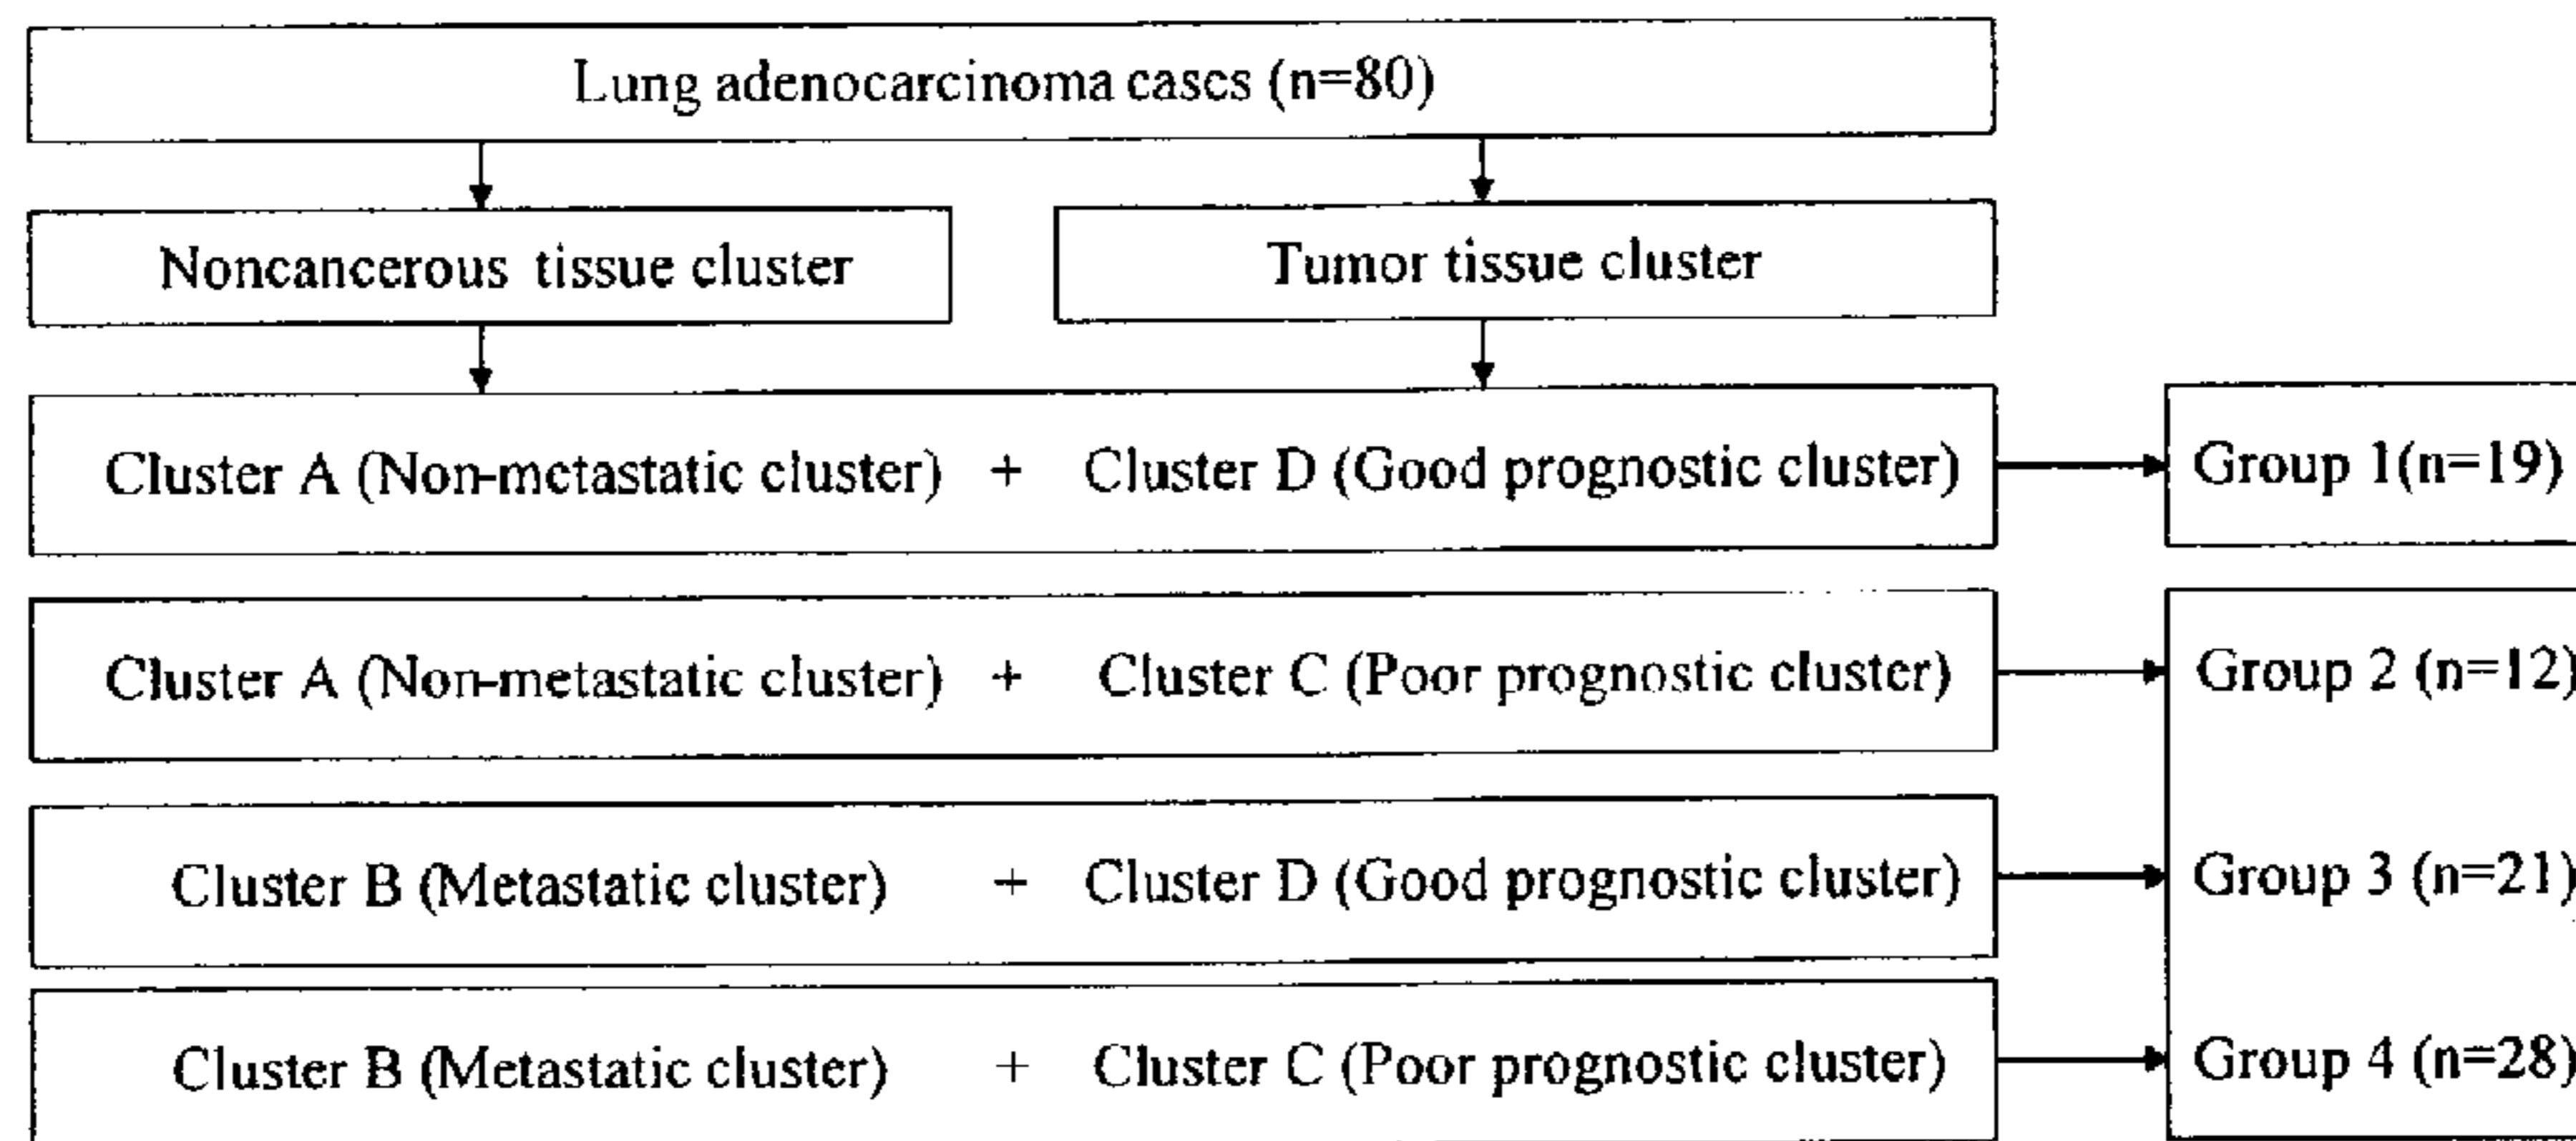 Lung adenocarcinoma cases (n=80)
Noncancerous tissue cluster
Tumor tissue cluster
Cluster A (Non-metastatic cluster) + Cluster D (Good prognostic cluster)
Group 1(n=19)
Cluster A (Non-metastatic cluster) + Cluster C (Poor prognostic cluster)
Group 2 (n=12)
Cluster B (Metastatic cluster) + Cluster D (Good prognostic cluster)
Group 3 (n=21)
Cluster B (Metastatic cluster) + Cluster C (Poor prognostic cluster)
Group 4 (n=28)